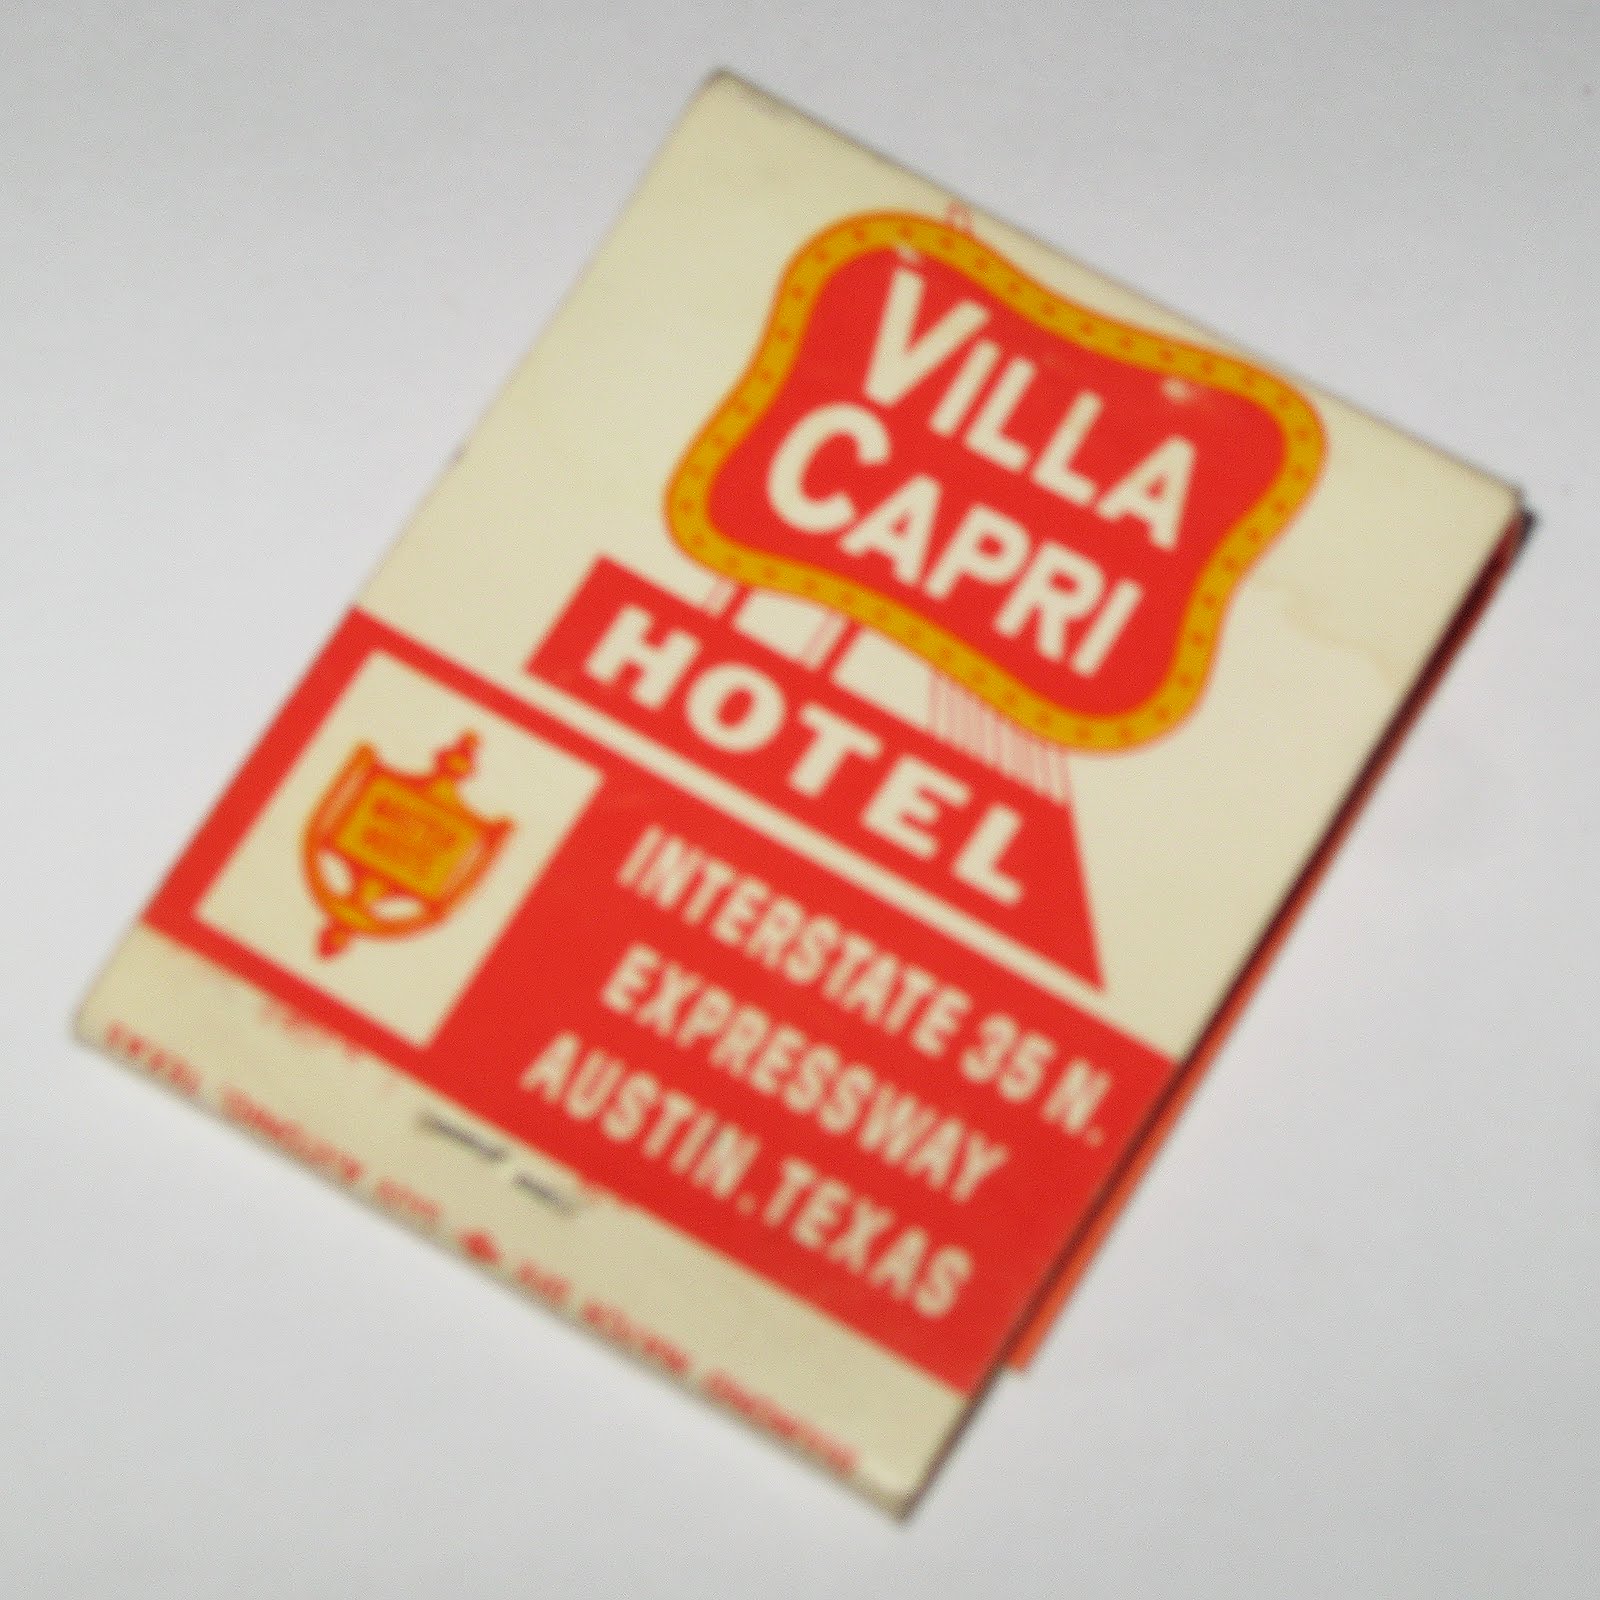 VILLA
CAPRI
HOTEL
INTERSTATE 35 N.
EXPRESSWAY
AUSTIN. TEXAS